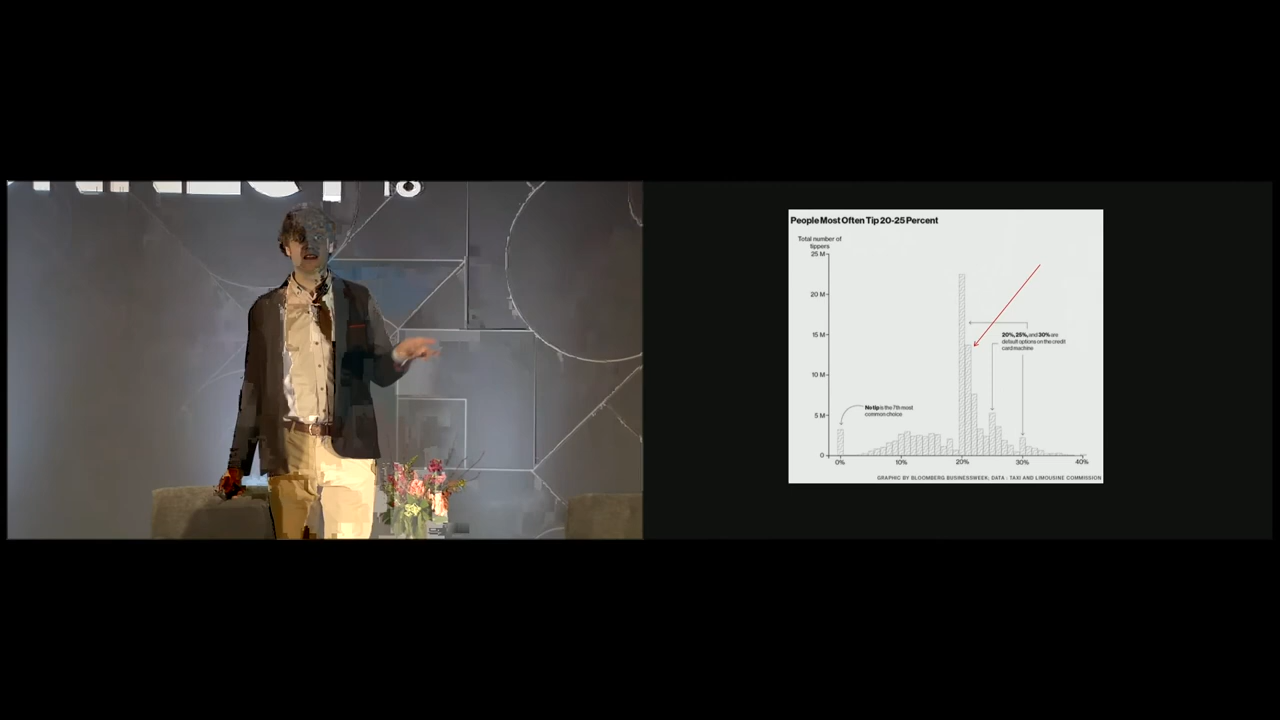 People Most Often Tip 20-25 Percent
Total number of
tippers
25 M
20 M
15 M
10 M
5 M
0
20%, 25%, and 30% are
default options on the credit
card machine
No tip is the 7th most
common choice
0%
10%
20%
30%
40%
GRAPHIC BY BLOOMBERG BUSINESSWEEK; DATA : TAXI AND LIMOUSINE COMMISSION